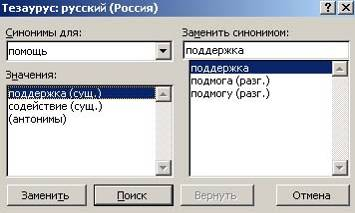 Тезаурус: русский (Россия)
Синонимы для:
помощь
Значения:
поддержка (сущ.)
содействие (сущ.)
(антонимы)
Заменить синонимом:
поддержка
поддержка
подмога (разг.)
подмогу (разг.)
Заменить
Поиск
Вернуть
Отмена